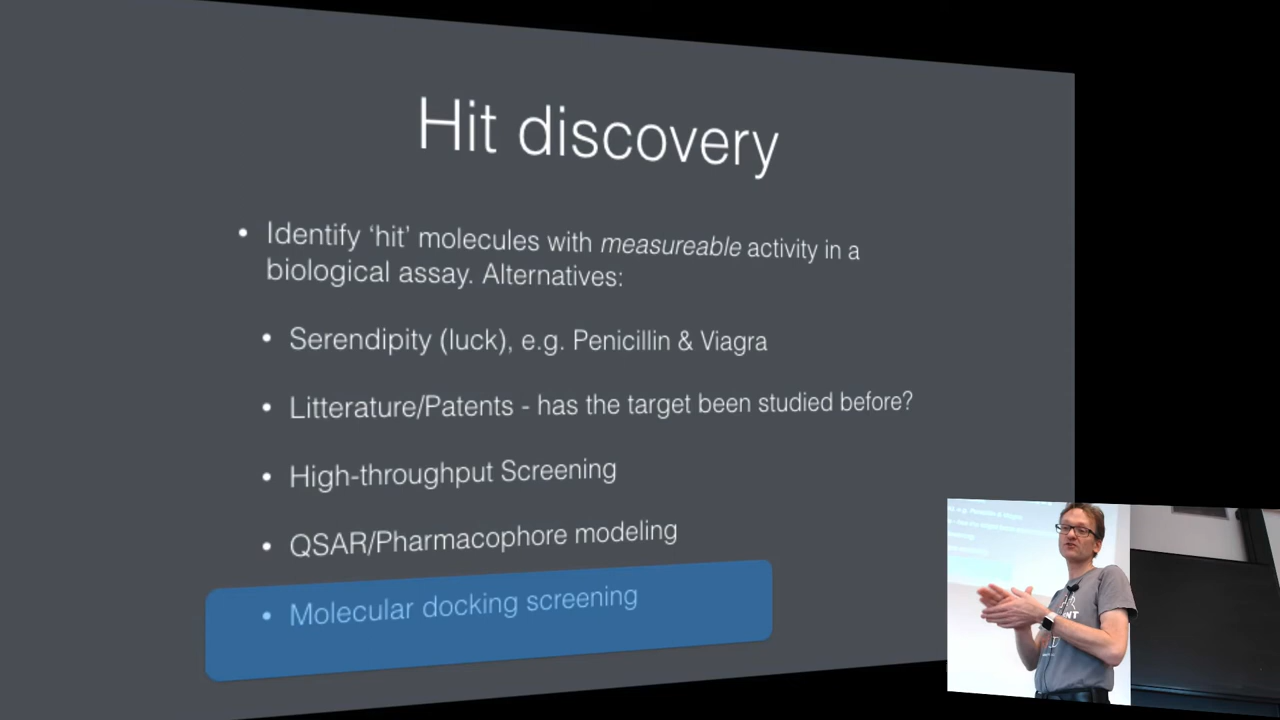 Hit discovery
• Identify ‘hit’ molecules with measureable activity in a
biological assay. Alternatives:
• Serendipity (luck), e.g. Penicillin & Viagra
• Litterature/Patents - has the target been studied before?
• High-throughput Screening
• QSAR/Pharmacophore modeling
• Molecular docking screening